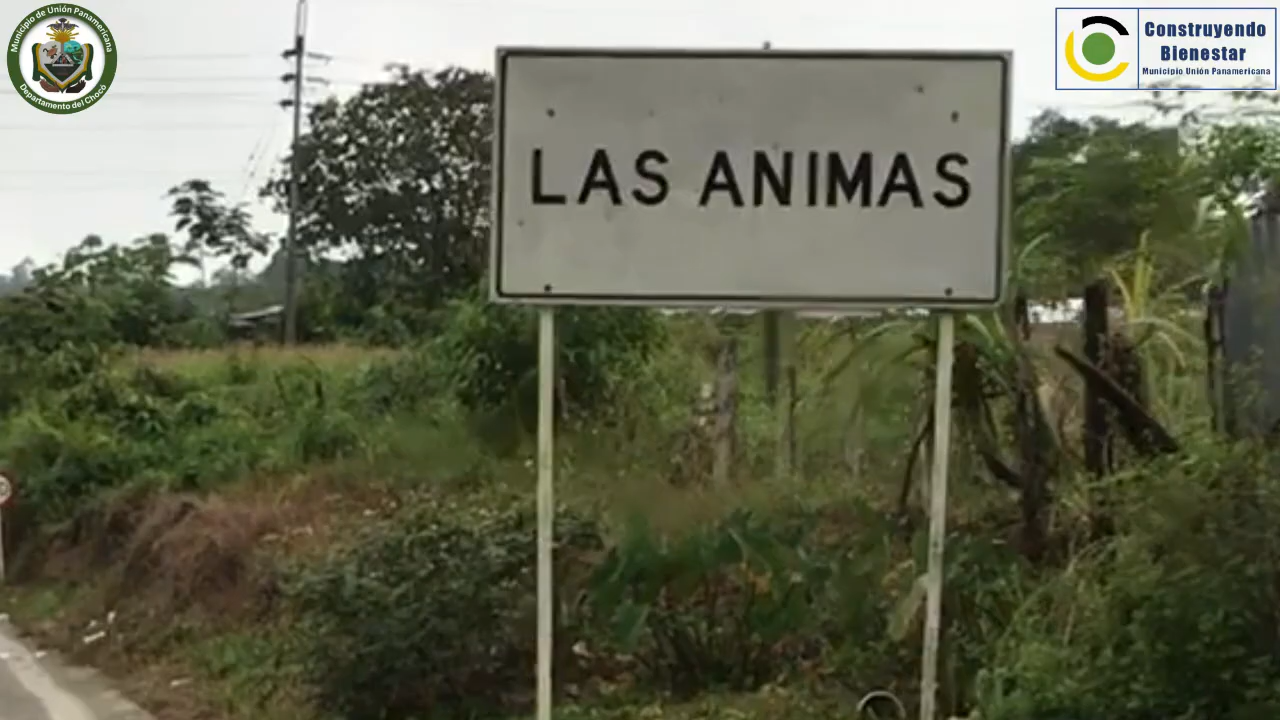 Municipio de Unión Panamericana
Departamento del Chocó
Construyendo
Bienestar
Municipio Unión Panamericana
LAS ANIMAS